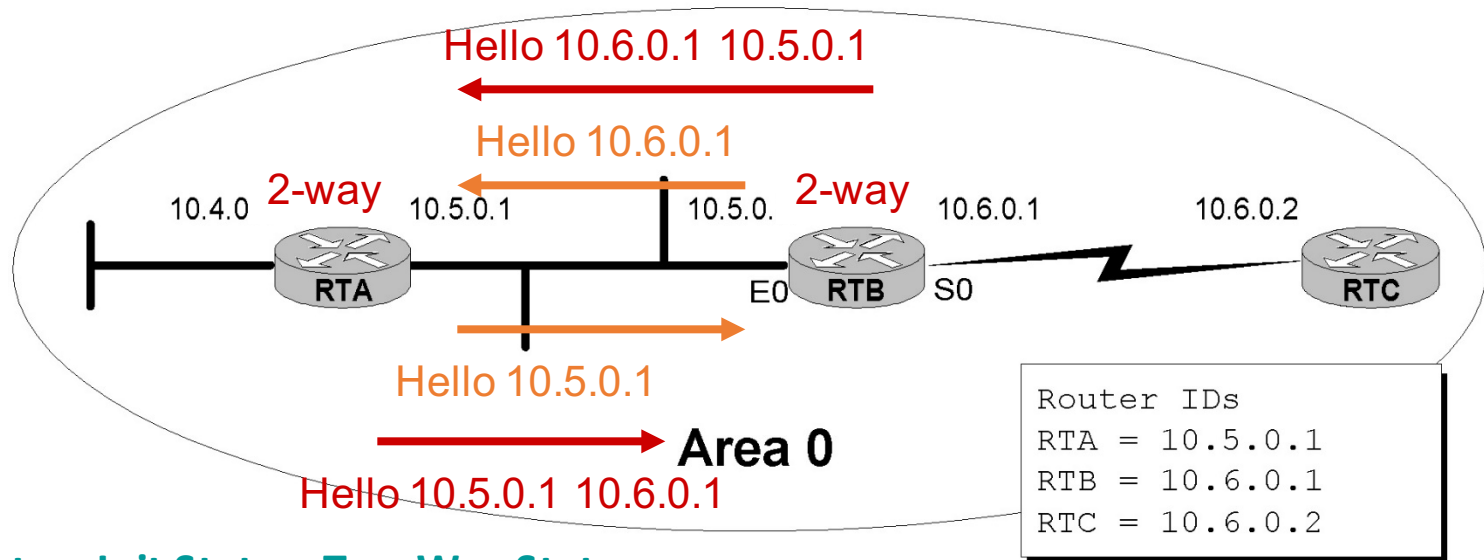 Hello 10.6.0.1 10.5.0.1
Hello 10.6.0.1
10.4.0
2-way
10.5.0.1
10.5.0.
2-way
10.6.0.1
10.6.0.2
RTA
E0
RTB
S0
RTC
Hello 10.5.0.1
Area 0
Hello 10.5.0.1 10.6.0.1
Router IDs
RTA = 10.5.0.1
RTB = 10.6.0.1
RTC = 10.6.0.2